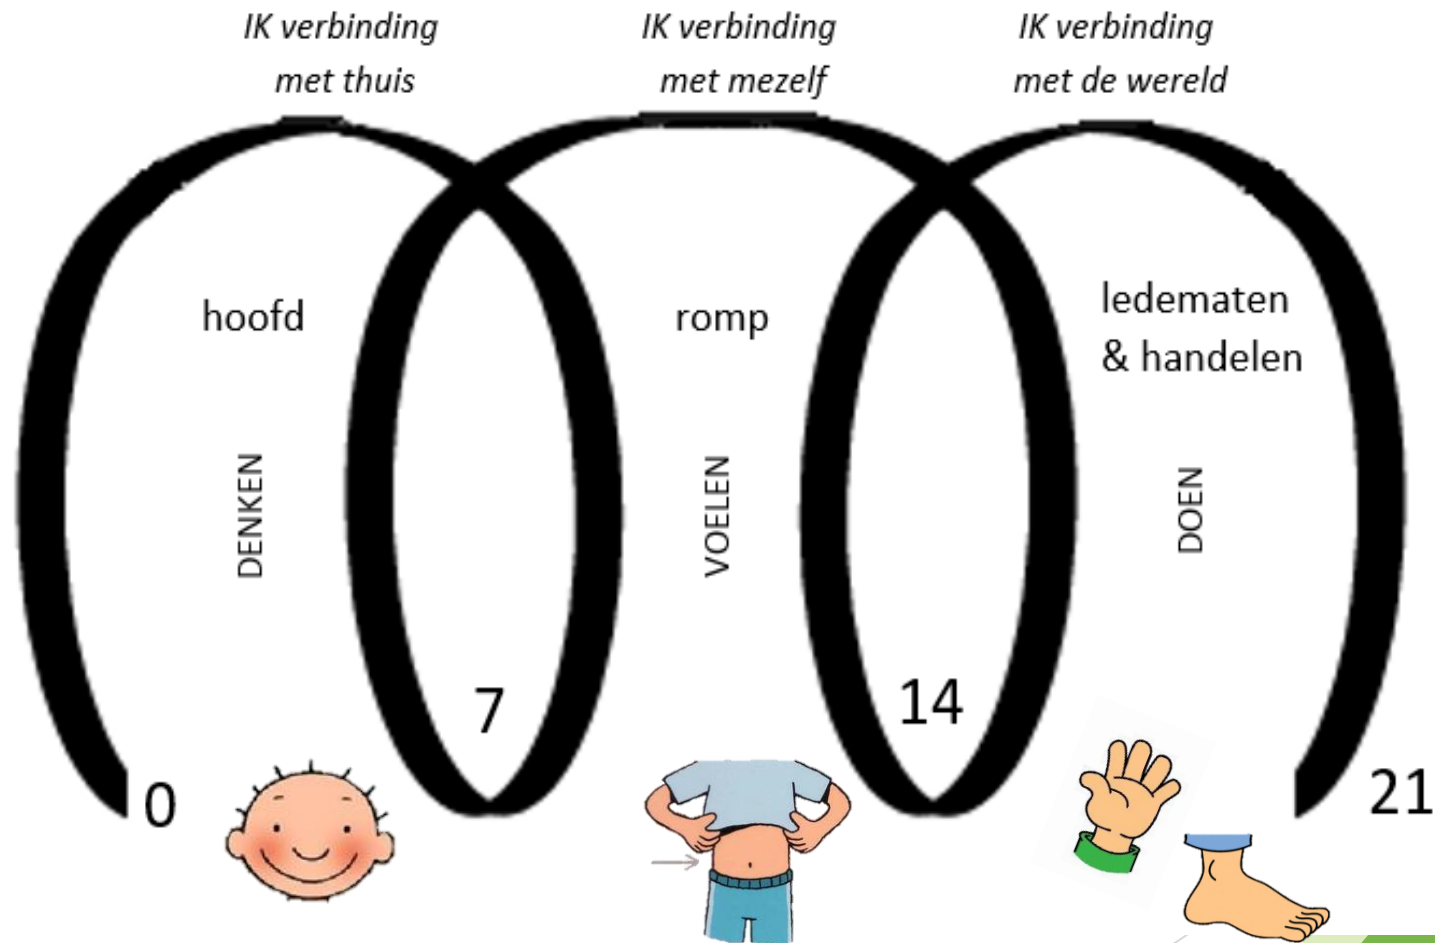 IK verbinding
met thuis
IK verbinding
met mezelf
IK verbinding
met de wereld
hoofd
romp
ledematen
& handelen
DENKEN
VOELEN
DOEN
0
7
14
21